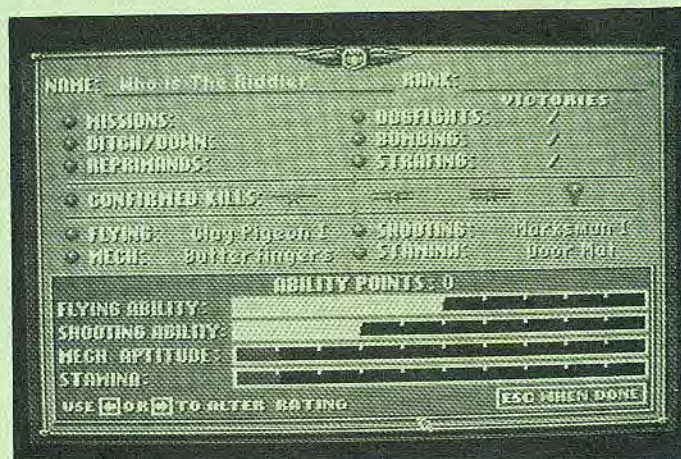 NAME: Who Is The Riddler RANK:
VICTORIES
MISSIONS: DOGFIGHTS: /
DITCH/DOWN: BOMBING: /
REPRIMANDS: STRAFING: /
CONFIRMED KILLS:
FLYING: Clay Pigeon I SHOOTING: Marksman I
MECH: Butterfingers STAMINA: Door Mat
ABILITY POINTS: 0
FLYING ABILITY:
SHOOTING ABILITY:
MECH APTITUDE:
STAMINA:
USE ← OR → TO ALTER RATING ESC WHEN DONE